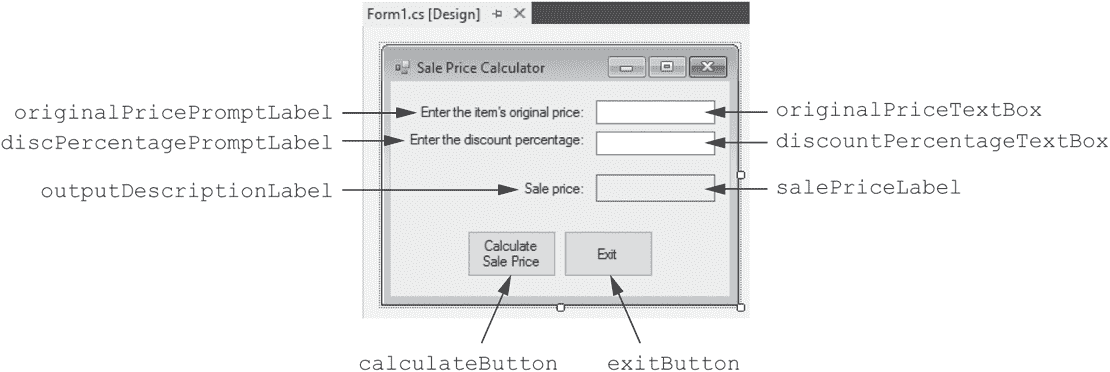 Form1.cs [Design]
Sale Price Calculator
originalPricePromptLabel
Enter the item's original price:
originalPriceTextBox
discPercentagePromptLabel
Enter the discount percentage:
discountPercentageTextBox
outputDescriptionLabel
Sale price:
salePriceLabel
Calculate
Sale Price
Exit
calculateButton
exitButton